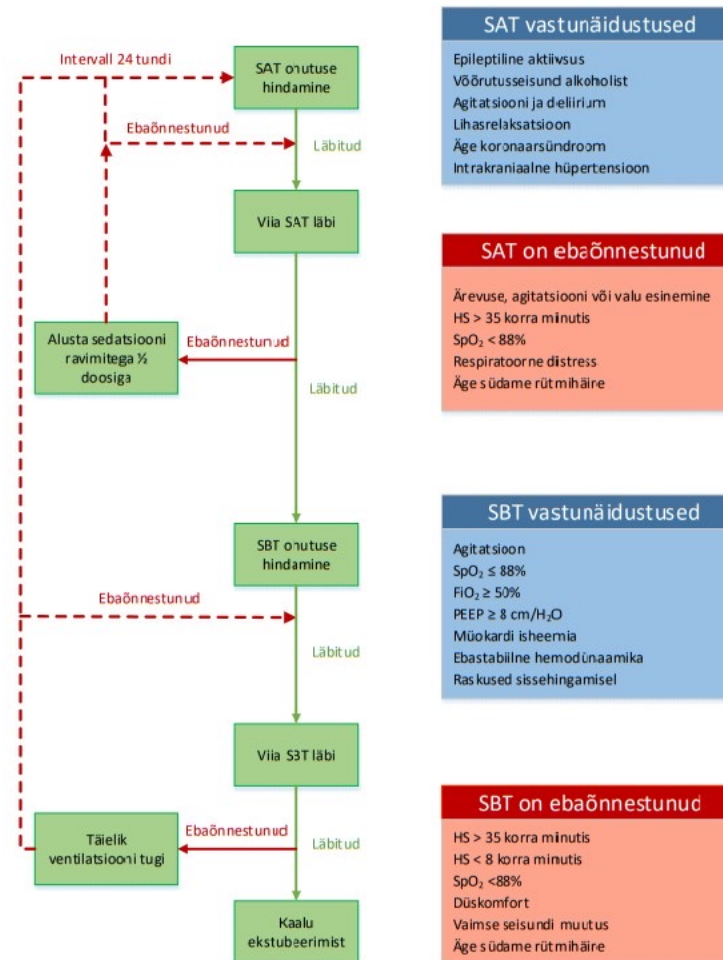 Intervall 24 tundi
SAT ohutuse
hindamine
Ebaõnnestunud
Läbitud
Viia SAT läbi
Alusta sedatsiooni
ravimitega ½
doosiga
Ebaõnnestunud
Läbitud
SBT ohutuse
hindamine
Ebaõnnestunud
Läbitud
Viia SBT läbi
Täielik
ventilatsiooni tugi
Ebaõnnestunud
Läbitud
Kaalu
ekstubeerimist
SAT vastunäidustused
Epileptiline aktiivsus
Võõrutusseisund alkoholist
Agitatsiooni ja deliirium
Lihasrelaksatsioon
Äge koronaarsündroom
Intrakraniaalne hüpertensioon
SAT on ebaõnnestunud
Ärevuse, agitatsiooni või valu esinemine
HS > 35 korra minutis
SpO₂ < 88%
Respiratoorne distress
Äge südame rütmihäire
SBT vastunäidustused
Agitatsioon
SpO₂ ≤ 88%
FiO₂ ≥ 50%
PEEP ≥ 8 cm/H₂O
Müokardi isheemia
Ebastabiilne hemodünaamika
Raskused sissehingamisel
SBT on ebaõnnestunud
HS > 35 korra minutis
HS < 8 korra minutis
SpO₂ <88%
Düskomfort
Vaimse seisundi muutus
Äge südame rütmihäire